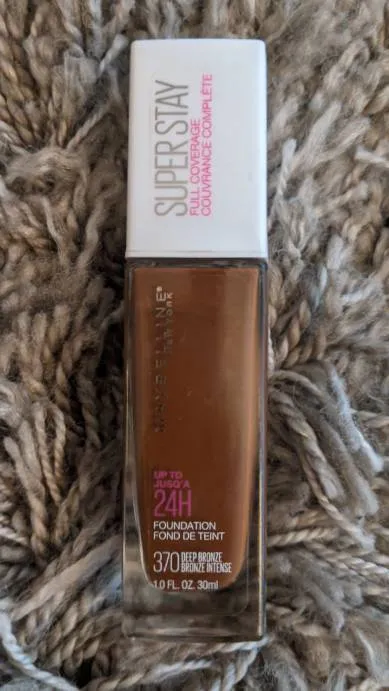 SUPER STAY
FULL COVERAGE
COUVRANCE COMPLÈTE
MAYBELLINE®
NEW YORK
UP TO
JUSQ'A
24H
FOUNDATION
FOND DE TEINT
370 DEEP BRONZE
BRONZE INTENSE
1.0 FL. OZ. 30ml